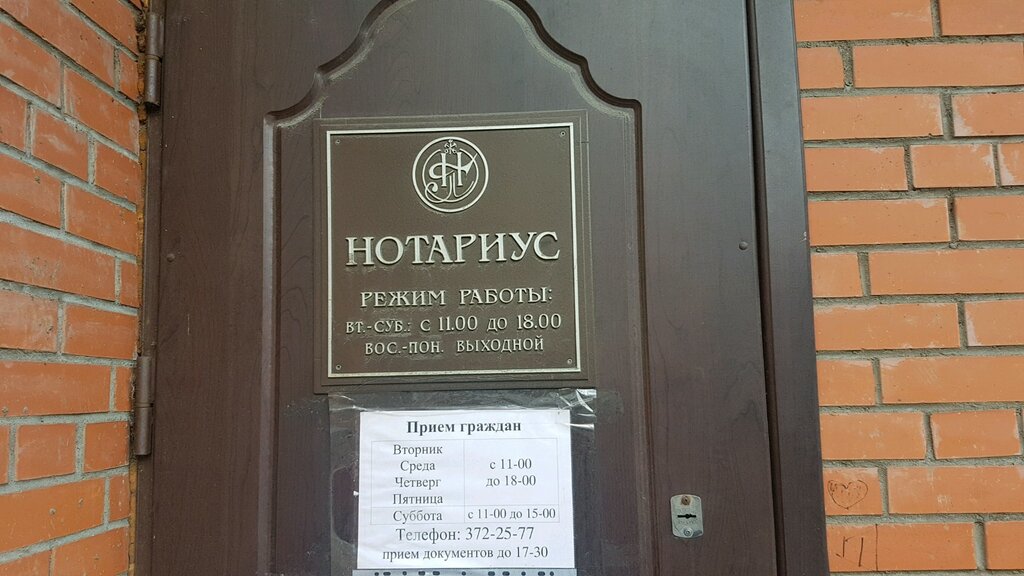 НОТАРИУС
РЕЖИМ РАБОТЫ:
ВТ.-СУБ.: С 11.00 ДО 18.00
ВОС.-ПОН. ВЫХОДНОЙ
Прием граждан
Вторник
Среда с 11-00
Четверг до 18-00
Пятница
Суббота с 11-00 до 15-00
Телефон: 372-25-77
прием документов до 17-30